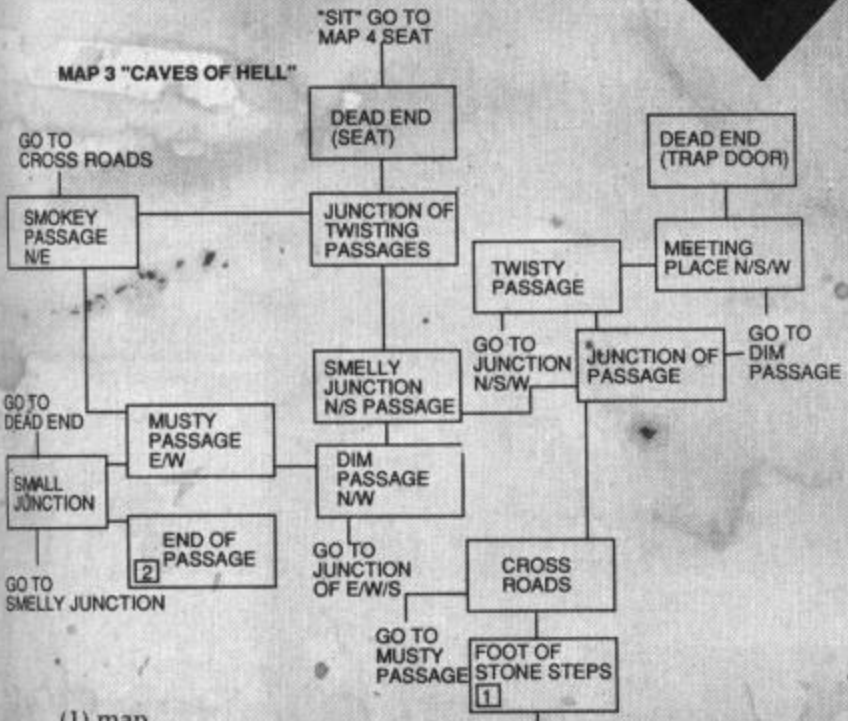 "SIT" GO TO
MAP 4 SEAT
MAP 3 "CAVES OF HELL"
DEAD END
(SEAT)
DEAD END
(TRAP DOOR)
GO TO
CROSS ROADS
SMOKEY
PASSAGE
N/E
JUNCTION OF
TWISTING
PASSAGES
TWISTY
PASSAGE
MEETING
PLACE N/S/W
GO TO
JUNCTION
N/S/W
JUNCTION OF
PASSAGE
GO TO
DIM
PASSAGE
SMELLY
JUNCTION
N/S PASSAGE
GO TO
DEAD END
MUSTY
PASSAGE
E/W
SMALL
JUNCTION
DIM
PASSAGE
N/W
END OF
PASSAGE
2
GO TO
SMELLY JUNCTION
GO TO
JUNCTION
OF E/W/S
CROSS
ROADS
GO TO
MUSTY
PASSAGE
FOOT OF
STONE STEPS
1
(1) map